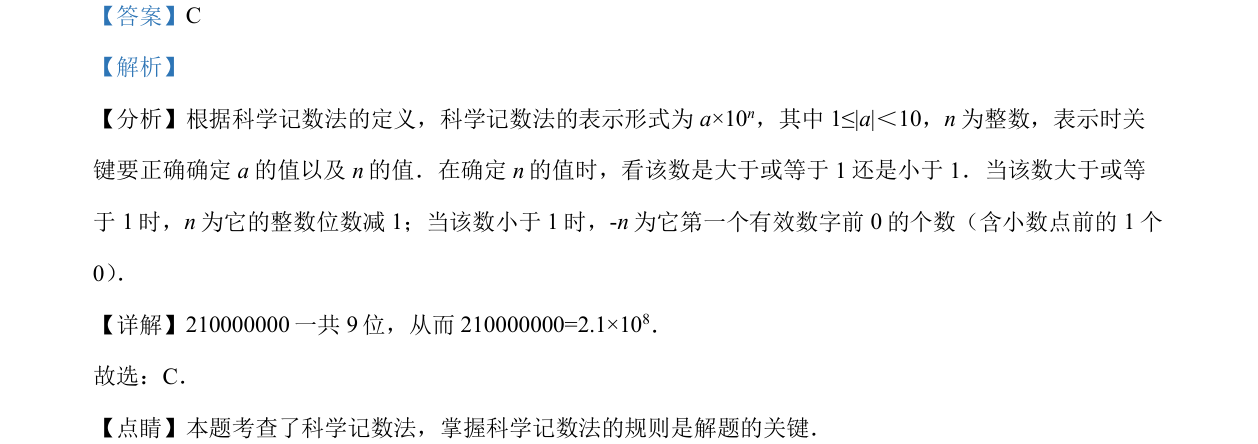 【答案】C
【解析】
【分析】根据科学记数法的定义，科学记数法的表示形式为 a×10ⁿ，其中 1≤|a|＜10，n 为整数，表示时关
键要正确确定 a 的值以及 n 的值．在确定 n 的值时，看该数是大于或等于 1 还是小于 1．当该数大于或等
于 1 时，n 为它的整数位数减 1；当该数小于 1 时，-n 为它第一个有效数字前 0 的个数（含小数点前的 1 个
0）．
【详解】210000000 一共 9 位，从而 210000000=2.1×10⁸．
故选：C．
【点睛】本题考查了科学记数法，掌握科学记数法的规则是解题的关键．